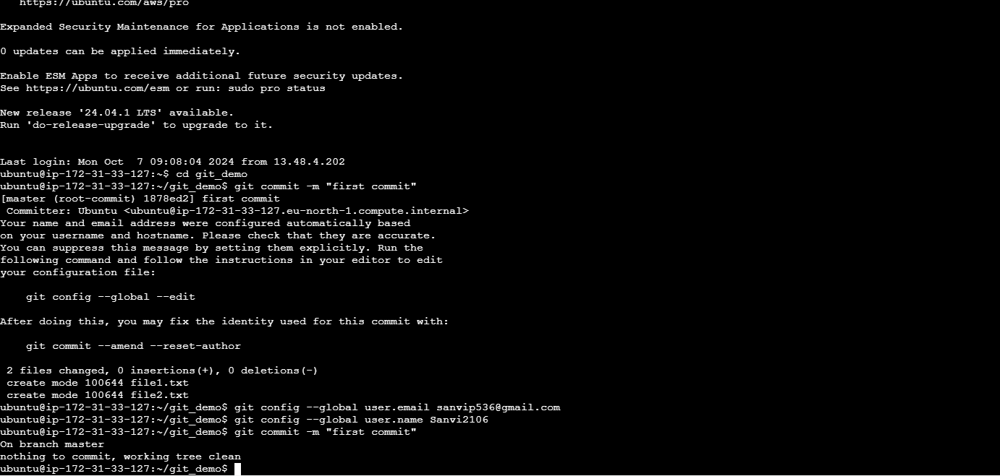 https://ubuntu.com/aws/pro
Expanded Security Maintenance for Applications is not enabled.
0 updates can be applied immediately.
Enable ESM Apps to receive additional future security updates.
See https://ubuntu.com/esm or run: sudo pro status
New release '24.04.1 LTS' available.
Run 'do-release-upgrade' to upgrade to it.
Last login: Mon Oct  7 09:08:04 2024 from 13.48.4.202
ubuntu@ip-172-31-33-127:~$ cd git_demo
ubuntu@ip-172-31-33-127:~/git_demo$ git commit -m "first commit"
[master (root-commit) 1878ed2] first commit
 Committer: Ubuntu <ubuntu@ip-172-31-33-127.eu-north-1.compute.internal>
Your name and email address were configured automatically based
on your username and hostname. Please check that they are accurate.
You can suppress this message by setting them explicitly. Run the
following command and follow the instructions in your editor to edit
your configuration file:
    git config --global --edit
After doing this, you may fix the identity used for this commit with:
    git commit --amend --reset-author
 2 files changed, 0 insertions(+), 0 deletions(-)
 create mode 100644 file1.txt
 create mode 100644 file2.txt
ubuntu@ip-172-31-33-127:~/git_demo$ git config --global user.email sanvip536@gmail.com
ubuntu@ip-172-31-33-127:~/git_demo$ git config --global user.name Sanvi2106
ubuntu@ip-172-31-33-127:~/git_demo$ git commit -m "first commit"
On branch master
nothing to commit, working tree clean
ubuntu@ip-172-31-33-127:~/git_demo$